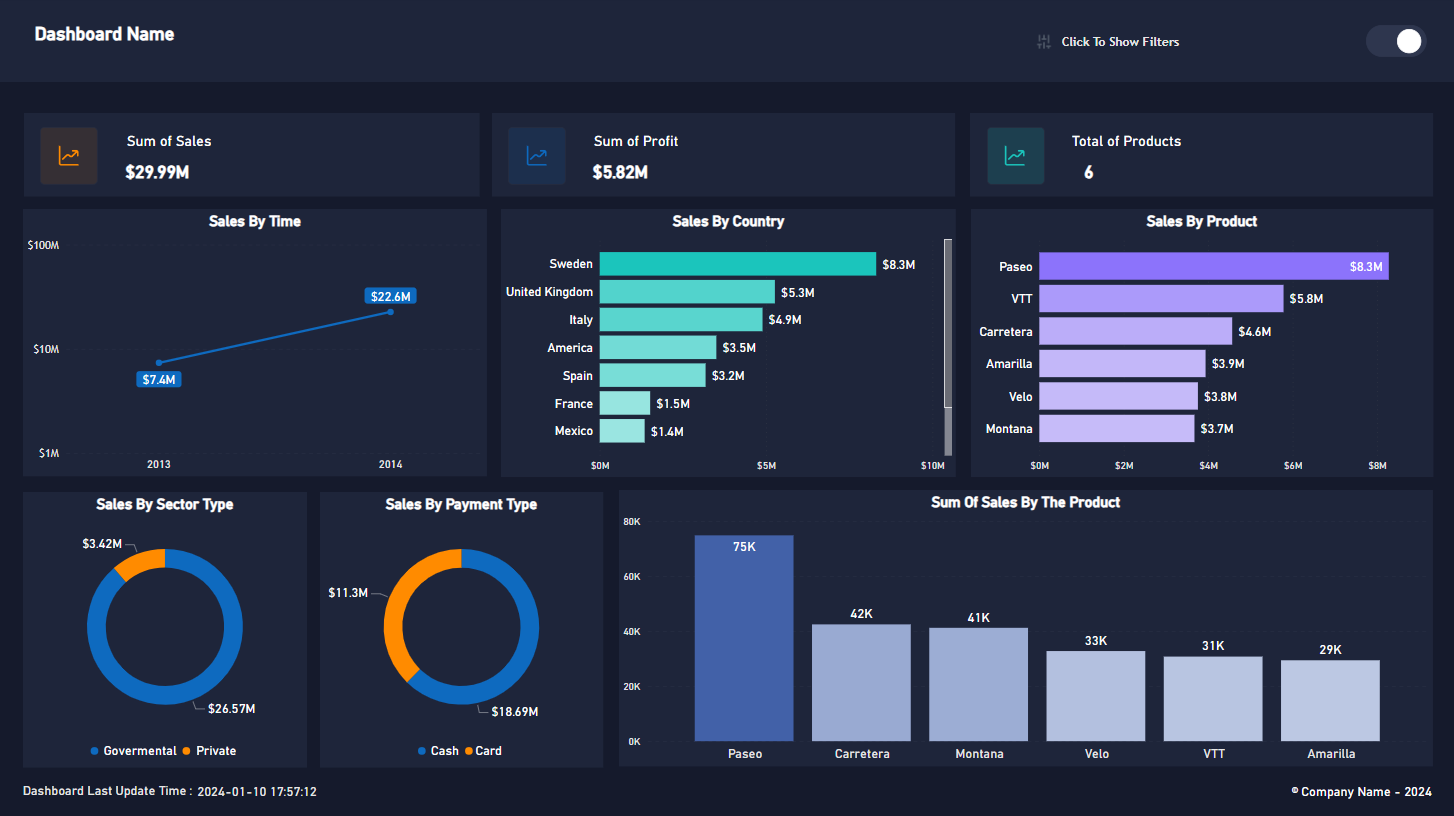 Dashboard Name
Click To Show Filters
Sum of Sales
$29.99M
Sum of Profit
$5.82M
Total of Products
6
Sales By Time
$100M
$10M
$1M
$22.6M
$7.4M
2013 2014
Sales By Country
Sweden $8.3M
United Kingdom $5.3M
Italy $4.9M
America $3.5M
Spain $3.2M
France $1.5M
Mexico $1.4M
$0M $5M $10M
Sales By Product
Paseo $8.3M
VTT $5.8M
Carretera $4.6M
Amarilla $3.9M
Velo $3.8M
Montana $3.7M
$0M $2M $4M $6M $8M
Sales By Sector Type
$3.42M
$26.57M
Govermental Private
Sales By Payment Type
$11.3M
$18.69M
Cash Card
Sum Of Sales By The Product
80K
60K
40K
20K
0K
75K 42K 41K 33K 31K 29K
Paseo Carretera Montana Velo VTT Amarilla
Dashboard Last Update Time : 2024-01-10 17:57:12
© Company Name - 2024